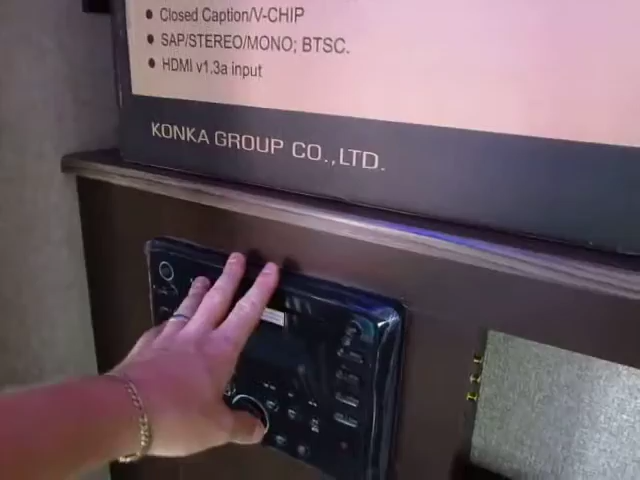 • Closed Caption/V-CHIP
• SAP/STEREO/MONO; BTSC.
• HDMI v1.3a input
KONKA GROUP CO.,LTD.